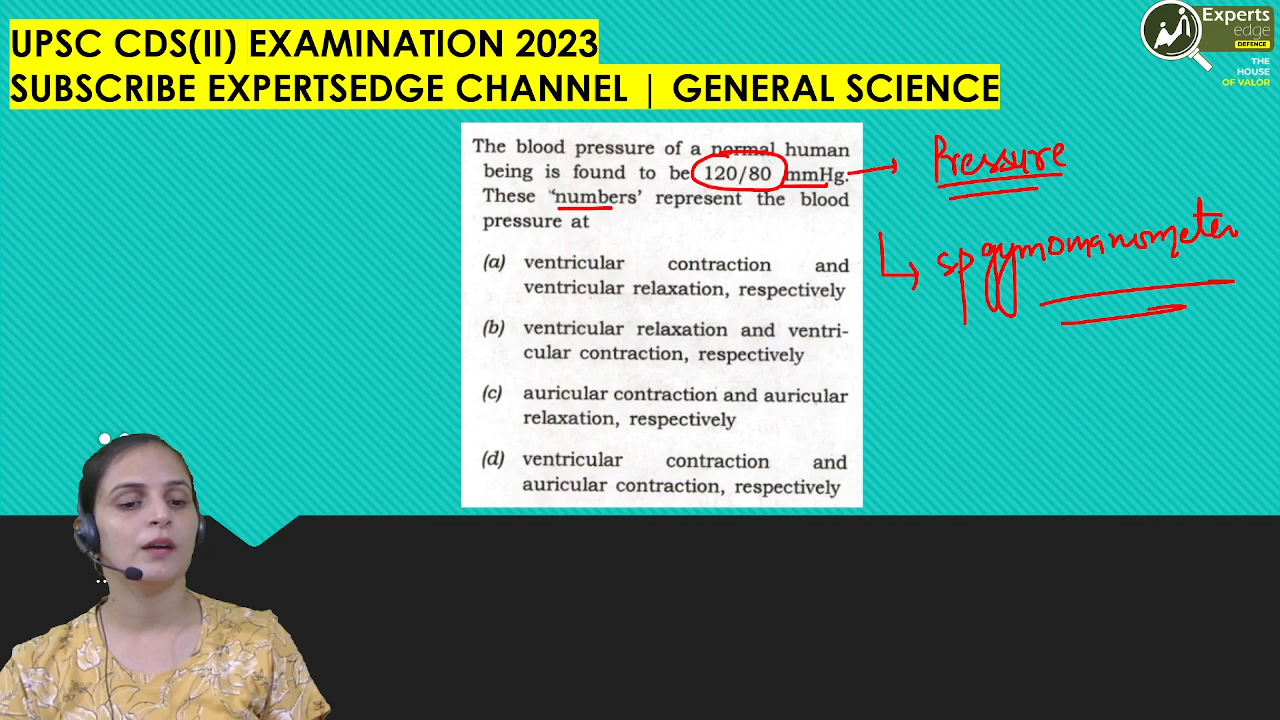 UPSC CDS(II) EXAMINATION 2023
SUBSCRIBE EXPERTSEDGE CHANNEL | GENERAL SCIENCE
Experts
edge
DEFENCE
THE
HOUSE
OF VALOR
The blood pressure of a normal human
being is found to be 120/80 mmHg.
These 'numbers' represent the blood
pressure at
(a) ventricular contraction and
ventricular relaxation, respectively
(b) ventricular relaxation and ventri-
cular contraction, respectively
(c) auricular contraction and auricular
relaxation, respectively
(d) ventricular contraction and
auricular contraction, respectively
Pressure
spgymomanometer